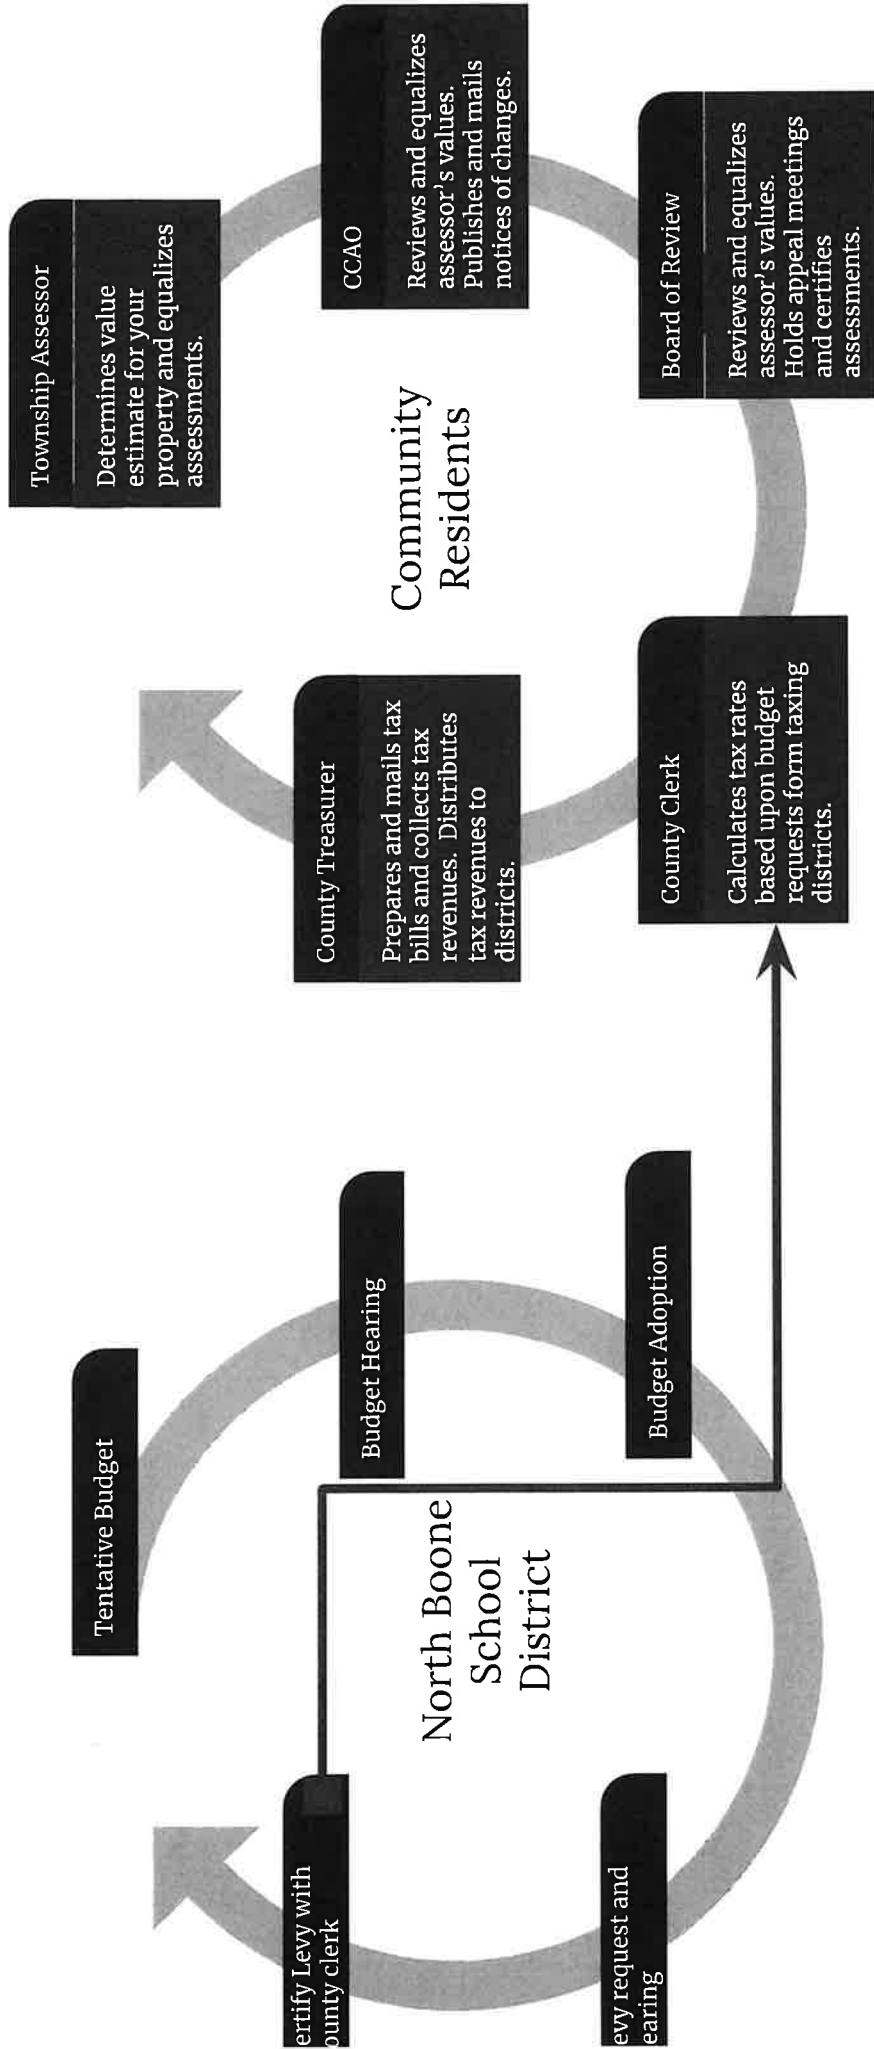 Tentative Budget
Budget Hearing
Budget Adoption
evy request and
earing
ertify Levy with
ounty clerk
North Boone
School
District
Township Assessor
Determines value
estimate for your
property and equalizes
assessments.
CCAO
Reviews and equalizes
assessor's values.
Publishes and mails
notices of changes.
Board of Review
Reviews and equalizes
assessor's values.
Holds appeal meetings
and certifies
assessments.
County Clerk
Calculates tax rates
based upon budget
requests form taxing
districts.
County Treasurer
Prepares and mails tax
bills and collects tax
revenues. Distributes
tax revenues to
districts.
Community
Residents